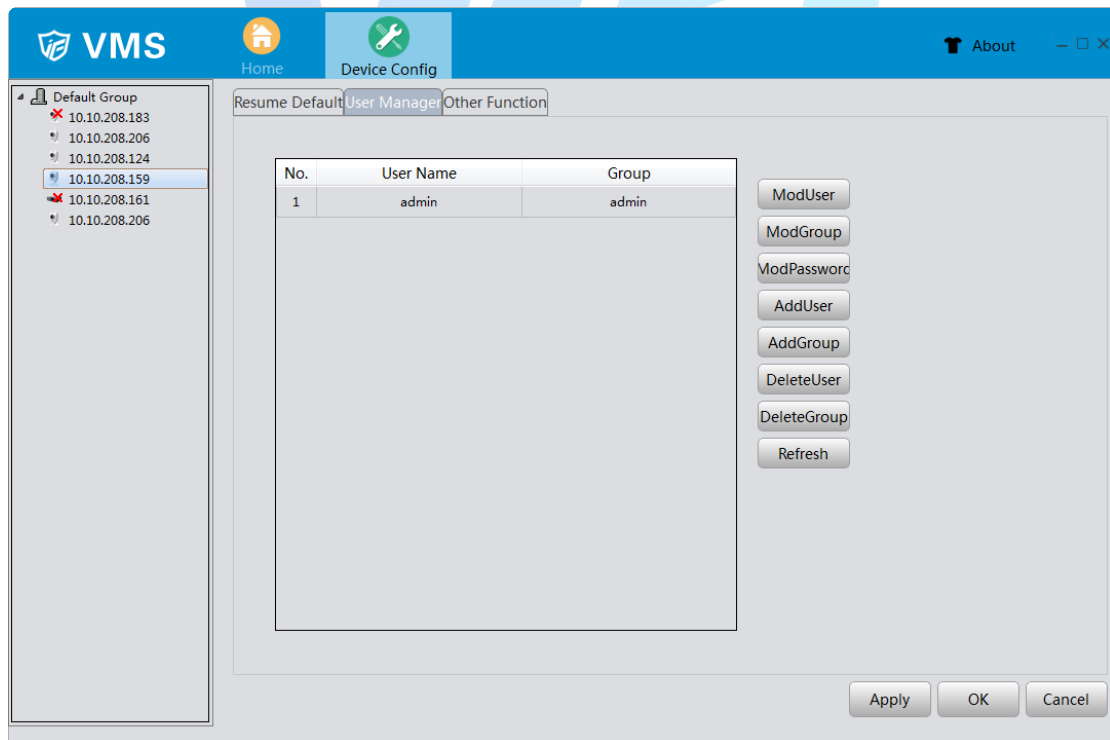 VMS
Home
Device Config
About
Default Group
10.10.208.183
10.10.208.206
10.10.208.124
10.10.208.159
10.10.208.161
10.10.208.206
Resume Default
User Manager
Other Function
No. User Name Group
1 admin admin
ModUser
ModGroup
ModPassword
AddUser
AddGroup
DeleteUser
DeleteGroup
Refresh
Apply
OK
Cancel